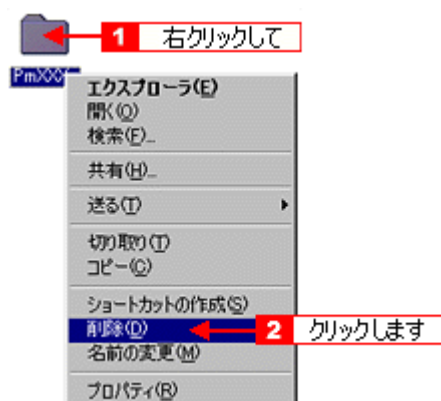 1 右クリックして
PmXXX
エクスプローラ(E)
開く(O)
検索(F)...
共有(H)...
送る(T)
切り取り(T)
コピー(C)
ショートカットの作成(S)
削除(D)
2 クリックします
名前の変更(M)
プロパティ(R)